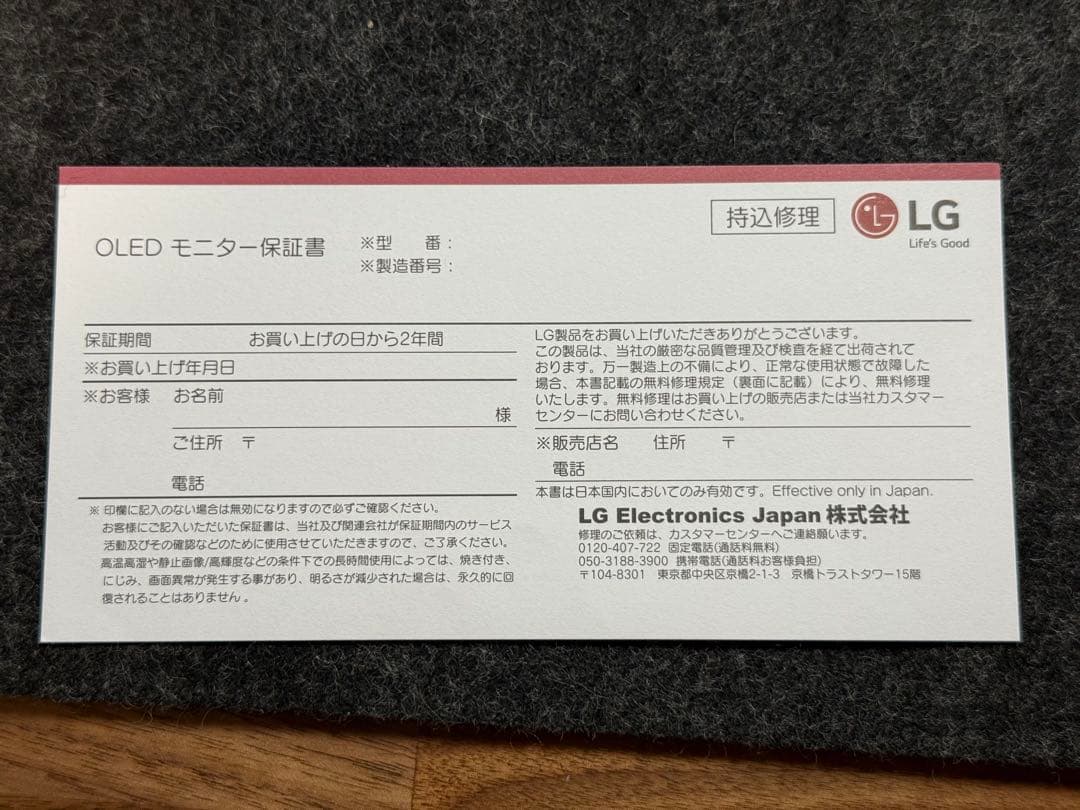 持込修理
LG
Life's Good
OLED モニター保証書
※型　番：
※製造番号：
保証期間　お買い上げの日から2年間
※お買い上げ年月日
※お客様　お名前
様
ご住所　〒
電話
※ 印欄に記入のない場合は無効になりますので必ずご確認ください。
お客様にご記入いただいた保証書は、当社及び関連会社が保証期間内のサービス
活動及びその確認などのために使用させていただきますので、ご了承ください。
高温高湿や静止画像/高輝度などの条件下での長時間使用によっては、焼き付き、
にじみ、画面異常が発生する事があり、明るさが減少された場合は、永久的に回
復されることはありません。
LG製品をお買い上げいただきありがとうございます。
この製品は、当社の厳密な品質管理及び検査を経て出荷されて
おります。万一製造上の不備により、正常な使用状態で故障した
場合、本書記載の無料修理規定（裏面に記載）により、無料修理
いたします。無料修理はお買い上げの販売店または当社カスタマー
センターにお問い合わせください。
※販売店名　住所　〒
電話
本書は日本国内においてのみ有効です。Effective only in Japan.
LG Electronics Japan 株式会社
修理のご依頼は、カスタマーセンターへご連絡願います。
0120-407-722 固定電話(通話料無料)
050-3188-3900 携帯電話(通話料お客様負担)
〒104-8301　東京都中央区京橋2-1-3　京橋トラストタワー15階